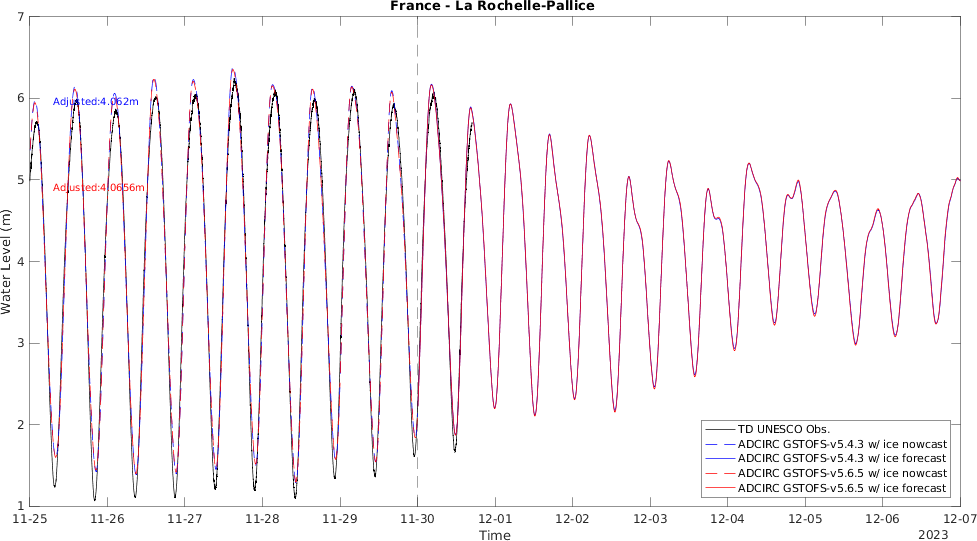 France - La Rochelle-Pallice
7
6
5
4
3
2
1
Water Level (m)
Adjusted:4.062m
Adjusted:4.0656m
TD UNESCO Obs.
ADCIRC GSTOFS-v5.4.3 w/ ice nowcast
ADCIRC GSTOFS-v5.4.3 w/ ice forecast
ADCIRC GSTOFS-v5.6.5 w/ ice nowcast
ADCIRC GSTOFS-v5.6.5 w/ ice forecast
11-25 11-26 11-27 11-28 11-29 11-30 12-01 12-02 12-03 12-04 12-05 12-06 12-07
Time
2023